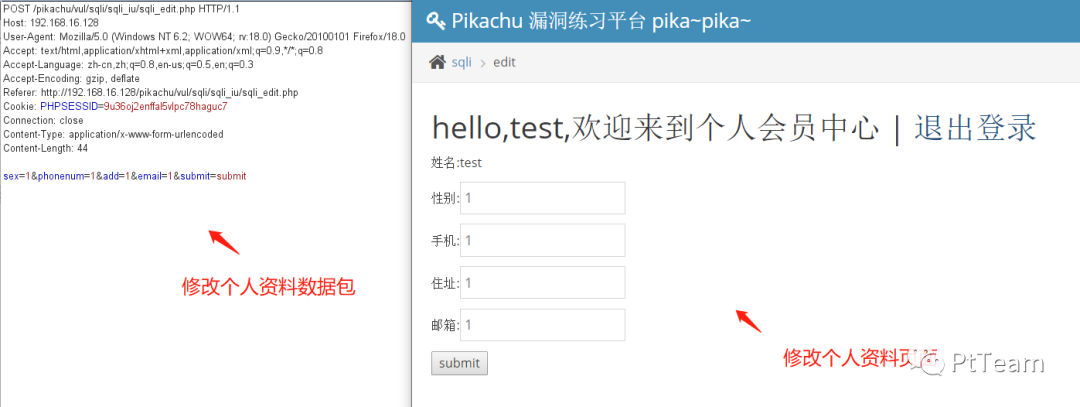 POST /pikachu/vul/sqli/sqli_iu/sqli_edit.php HTTP/1.1
Host: 192.168.16.128
User-Agent: Mozilla/5.0 (Windows NT 6.2; WOW64; rv:18.0) Gecko/20100101 Firefox/18.0
Accept: text/html,application/xhtml+xml,application/xml;q=0.9,*/*;q=0.8
Accept-Language: zh-cn,zh;q=0.8,en-us;q=0.5,en;q=0.3
Accept-Encoding: gzip, deflate
Referer: http://192.168.16.128/pikachu/vul/sqli/sqli_iu/sqli_edit.php
Cookie: PHPSESSID=9u36oj2enffal5vlpc78haguc7
Connection: close
Content-Type: application/x-www-form-urlencoded
Content-Length: 44
sex=1&phonenum=1&add=1&email=1&submit=submit
修改个人资料数据包
Pikachu 漏洞练习平台 pika~pika~
sqli > edit
hello,test,欢迎来到个人会员中心 | 退出登录
姓名:test
性别: 1
手机: 1
住址: 1
邮箱: 1
submit
修改个人资料页
PtTeam